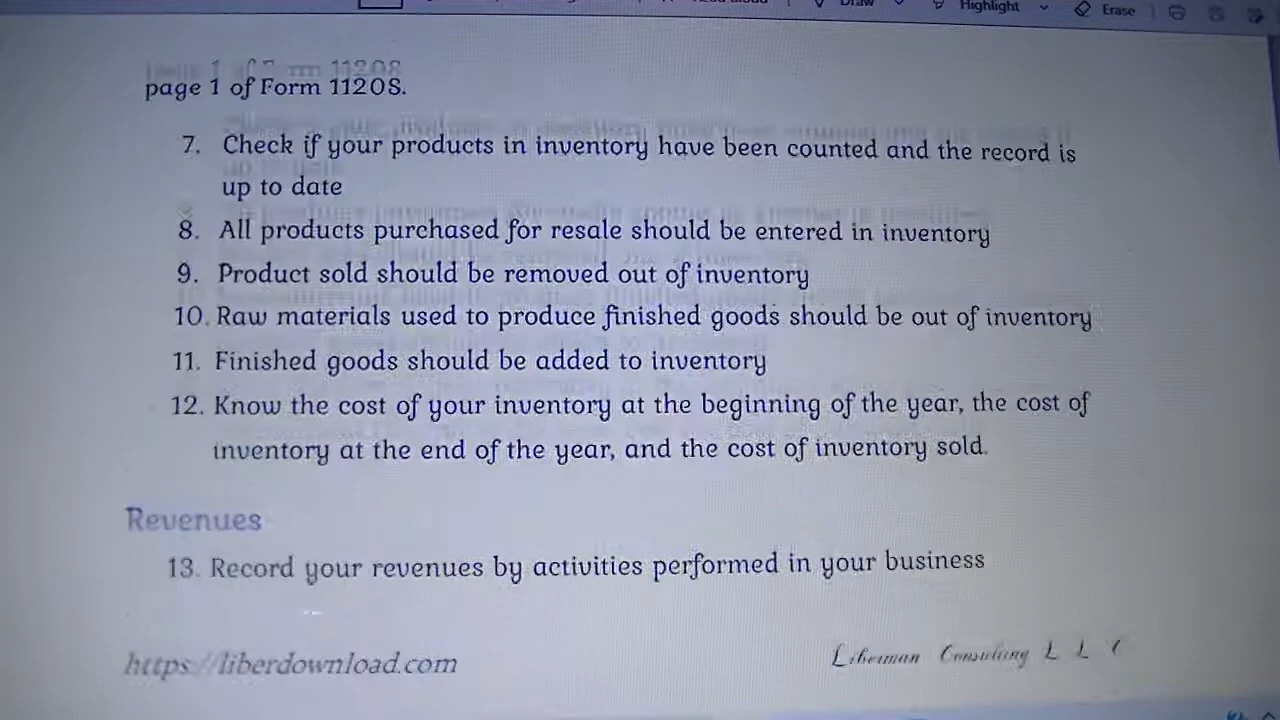 Draw
Highlight
Erase
page 1 of Form 1120S.
7. Check if your products in inventory have been counted and the record is
up to date
8. All products purchased for resale should be entered in inventory
9. Product sold should be removed out of inventory
10. Raw materials used to produce finished goods should be out of inventory
11. Finished goods should be added to inventory
12. Know the cost of your inventory at the beginning of the year, the cost of
inventory at the end of the year, and the cost of inventory sold.
Revenues
13. Record your revenues by activities performed in your business
https://liberdownload.com
Liberman Consulting L L C